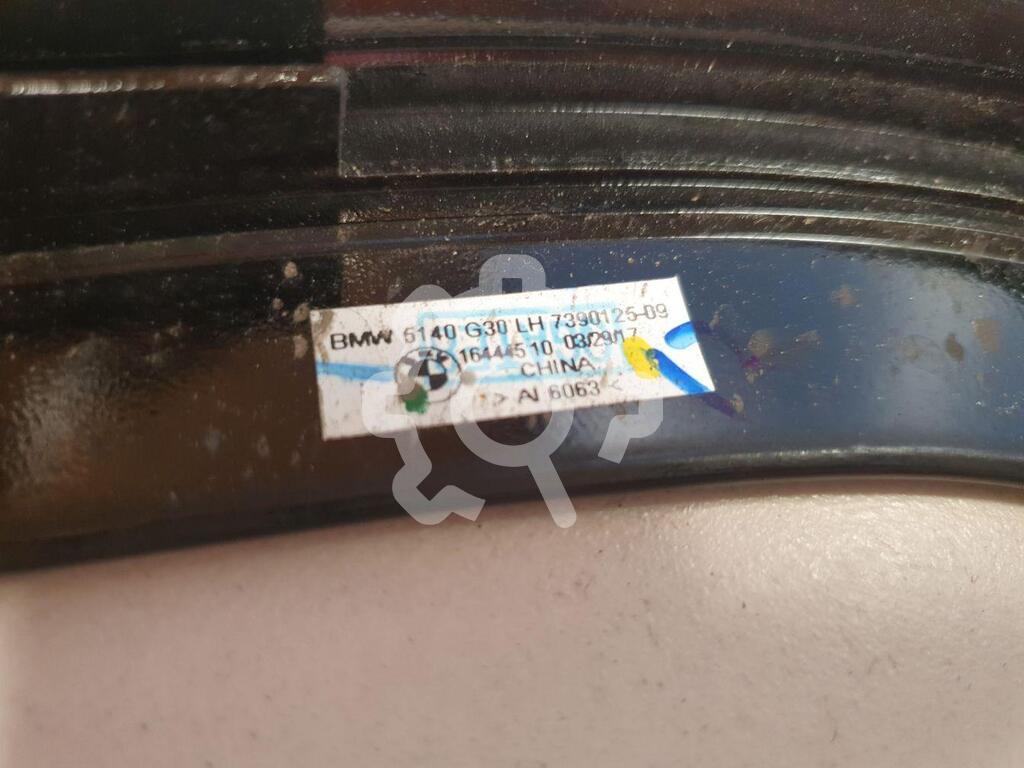 BMW 5140 G30 LH 7390125-09
16444510 03/29/17
CHINA
> Al 6063 <